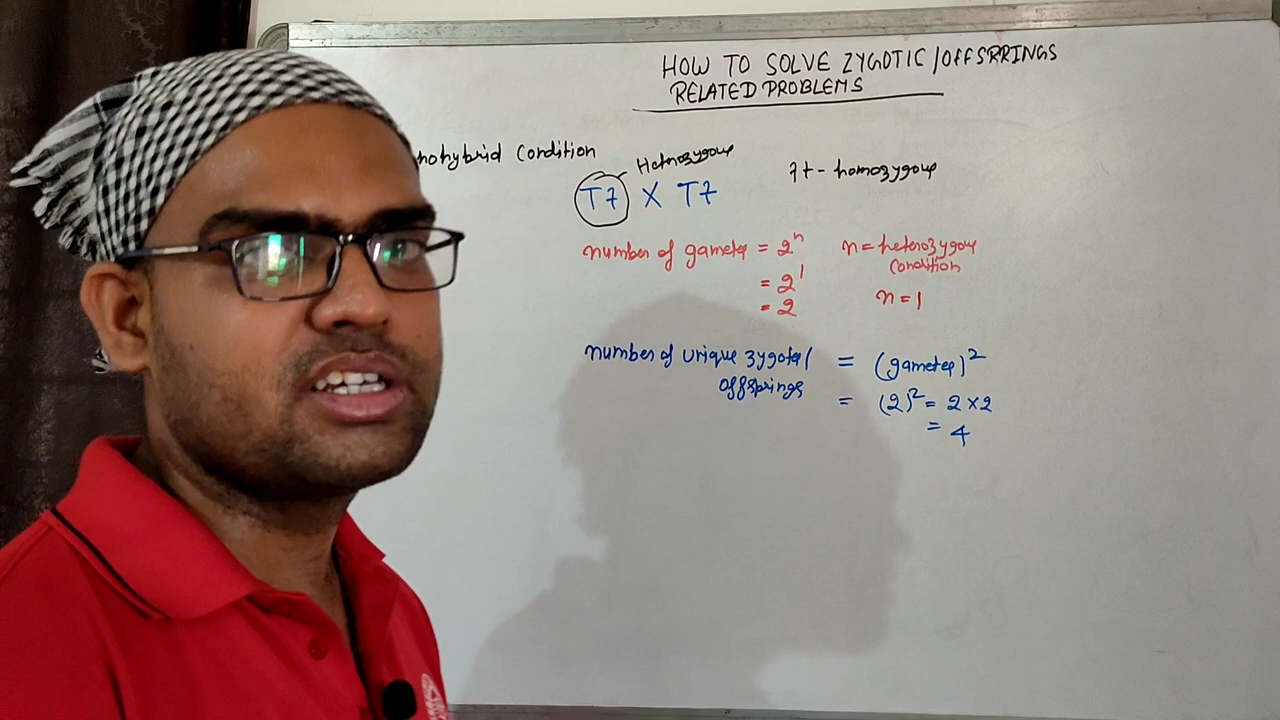 HOW TO SOLVE ZYGOTIC/OFFSRRINGS
RELATED PROBLEMS
nohybrid Condition
Heterozygous
Tt X Tt
tt - homozygous
number of gametes = 2ⁿ
n = heterozygous
condition
= 2¹
= 2
n = 1
number of unique zygotes/ = (gametes)²
offsprings = (2)² = 2 x 2
= 4